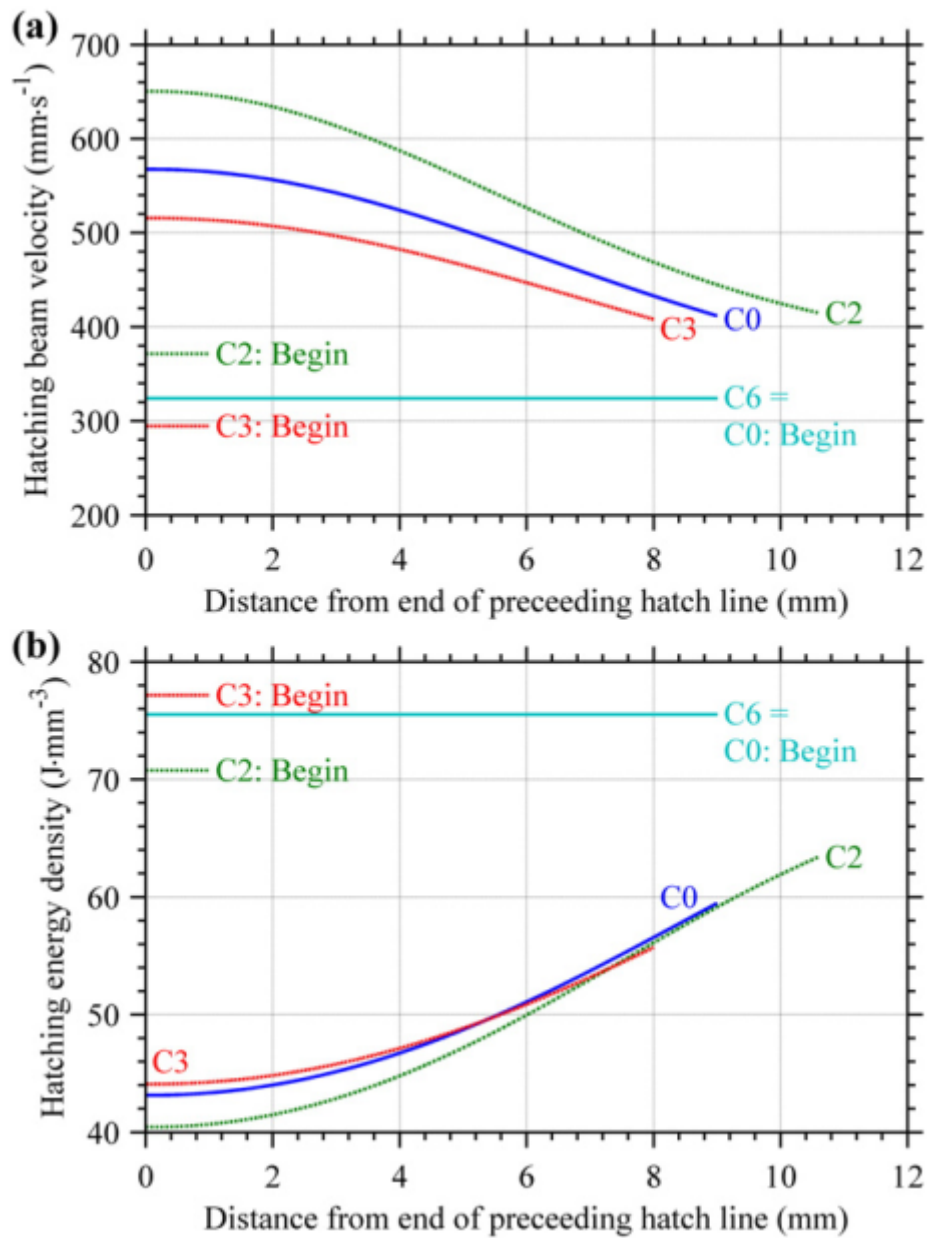 (a)
Hatching beam velocity (mm·s⁻¹)
700
600
500
400
300
200
C2
C0
C3
C2: Begin
C6 =
C0: Begin
C3: Begin
0 2 4 6 8 10 12
Distance from end of preceeding hatch line (mm)
(b)
Hatching energy density (J·mm⁻³)
80
70
60
50
40
C3: Begin
C6 =
C0: Begin
C2: Begin
C2
C0
C3
0 2 4 6 8 10 12
Distance from end of preceeding hatch line (mm)